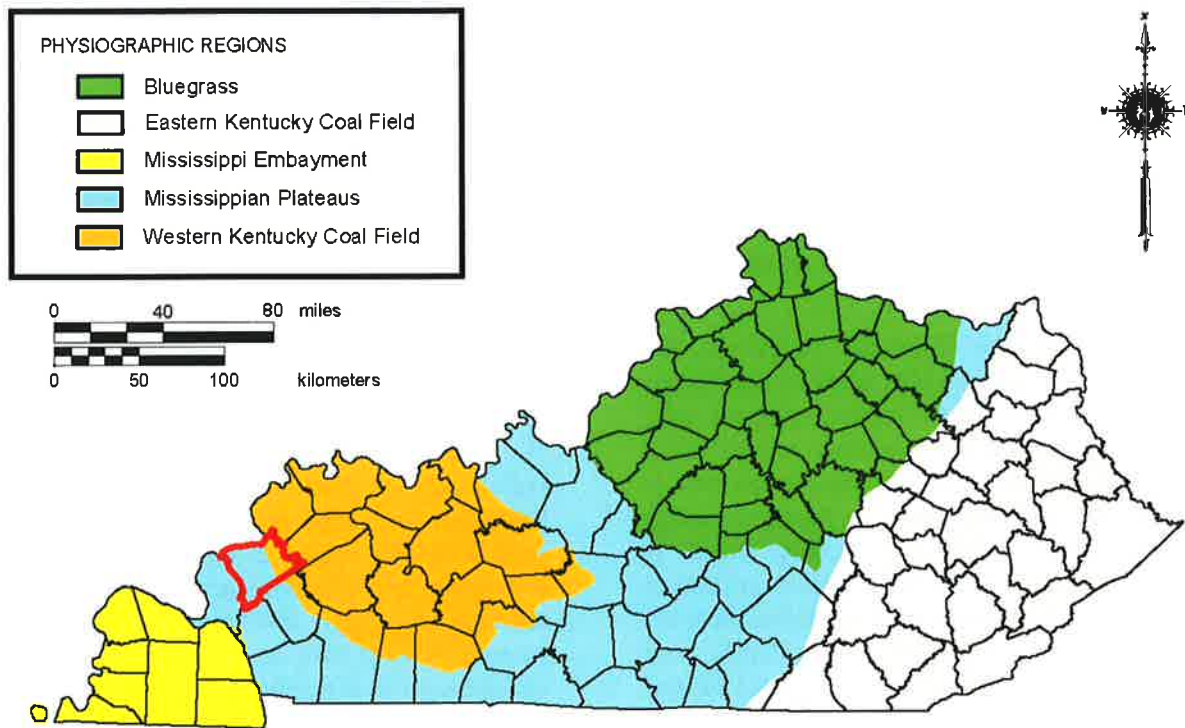 PHYSIOGRAPHIC REGIONS
Bluegrass
Eastern Kentucky Coal Field
Mississippi Embayment
Mississippian Plateaus
Western Kentucky Coal Field
0 40 80 miles
0 50 100 kilometers